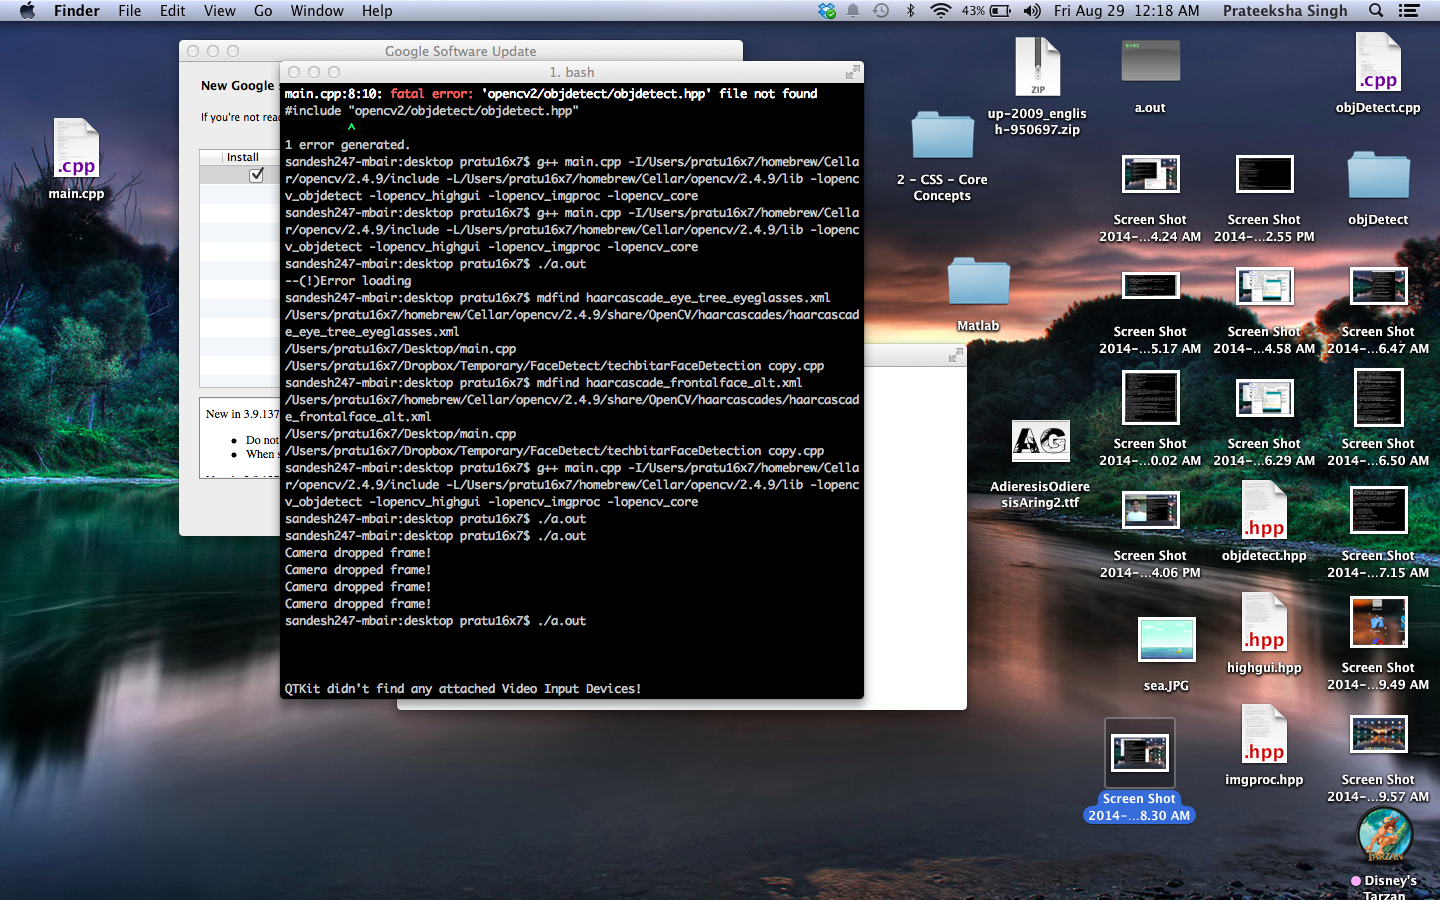 Finder File Edit View Go Window Help
43% Fri Aug 29 12:18 AM Prateeksha Singh
Google Software Update
New Google
If you're not read
Install
New in 3.9.137
Do not
When s
1. bash
main.cpp:8:10: fatal error: 'opencv2/objdetect/objdetect.hpp' file not found
#include "opencv2/objdetect/objdetect.hpp"
^
1 error generated.
sandesh247-mbair:desktop pratu16x7$ g++ main.cpp -I/Users/pratu16x7/homebrew/Cella
r/opencv/2.4.9/include -L/Users/pratu16x7/homebrew/Cellar/opencv/2.4.9/lib -lopenc
v_objdetect -lopencv_highgui -lopencv_imgproc -lopencv_core
sandesh247-mbair:desktop pratu16x7$ g++ main.cpp -I/Users/pratu16x7/homebrew/Cella
r/opencv/2.4.9/include -L/Users/pratu16x7/homebrew/Cellar/opencv/2.4.9/lib -lopenc
v_objdetect -lopencv_highgui -lopencv_imgproc -lopencv_core
sandesh247-mbair:desktop pratu16x7$ ./a.out
--(!)Error loading
sandesh247-mbair:desktop pratu16x7$ mdfind haarcascade_eye_tree_eyeglasses.xml
/Users/pratu16x7/homebrew/Cellar/opencv/2.4.9/share/OpenCV/haarcascades/haarcascad
e_eye_tree_eyeglasses.xml
/Users/pratu16x7/Desktop/main.cpp
/Users/pratu16x7/Dropbox/Temporary/FaceDetect/techbitarFaceDetection copy.cpp
sandesh247-mbair:desktop pratu16x7$ mdfind haarcascade_frontalface_alt.xml
/Users/pratu16x7/homebrew/Cellar/opencv/2.4.9/share/OpenCV/haarcascades/haarcascad
e_frontalface_alt.xml
/Users/pratu16x7/Desktop/main.cpp
/Users/pratu16x7/Dropbox/Temporary/FaceDetect/techbitarFaceDetection copy.cpp
sandesh247-mbair:desktop pratu16x7$ g++ main.cpp -I/Users/pratu16x7/homebrew/Cella
r/opencv/2.4.9/include -L/Users/pratu16x7/homebrew/Cellar/opencv/2.4.9/lib -lopenc
v_objdetect -lopencv_highgui -lopencv_imgproc -lopencv_core
sandesh247-mbair:desktop pratu16x7$ ./a.out
sandesh247-mbair:desktop pratu16x7$ ./a.out
Camera dropped frame!
Camera dropped frame!
Camera dropped frame!
Camera dropped frame!
sandesh247-mbair:desktop pratu16x7$ ./a.out
QTKit didn't find any attached Video Input Devices!
.cpp
main.cpp
ZIP
up-2009_englis
h-950697.zip
exec
a.out
.cpp
objDetect.cpp
2 - CSS - Core
Concepts
Screen Shot
2014-...4.24 AM
Screen Shot
2014-...2.55 PM
objDetect
Matlab
Screen Shot
2014-...5.17 AM
Screen Shot
2014-...4.58 AM
Screen Shot
2014-...6.47 AM
AG
AdieresisOdiere
sisAring2.ttf
Screen Shot
2014-...0.02 AM
Screen Shot
2014-...6.29 AM
Screen Shot
2014-...6.50 AM
Screen Shot
2014-...4.06 PM
.hpp
objdetect.hpp
Screen Shot
2014-...7.15 AM
sea.JPG
.hpp
highgui.hpp
Screen Shot
2014-...9.49 AM
Screen Shot
2014-...8.30 AM
.hpp
imgproc.hpp
Screen Shot
2014-...9.57 AM
TARZAN
Disney's
Tarzan